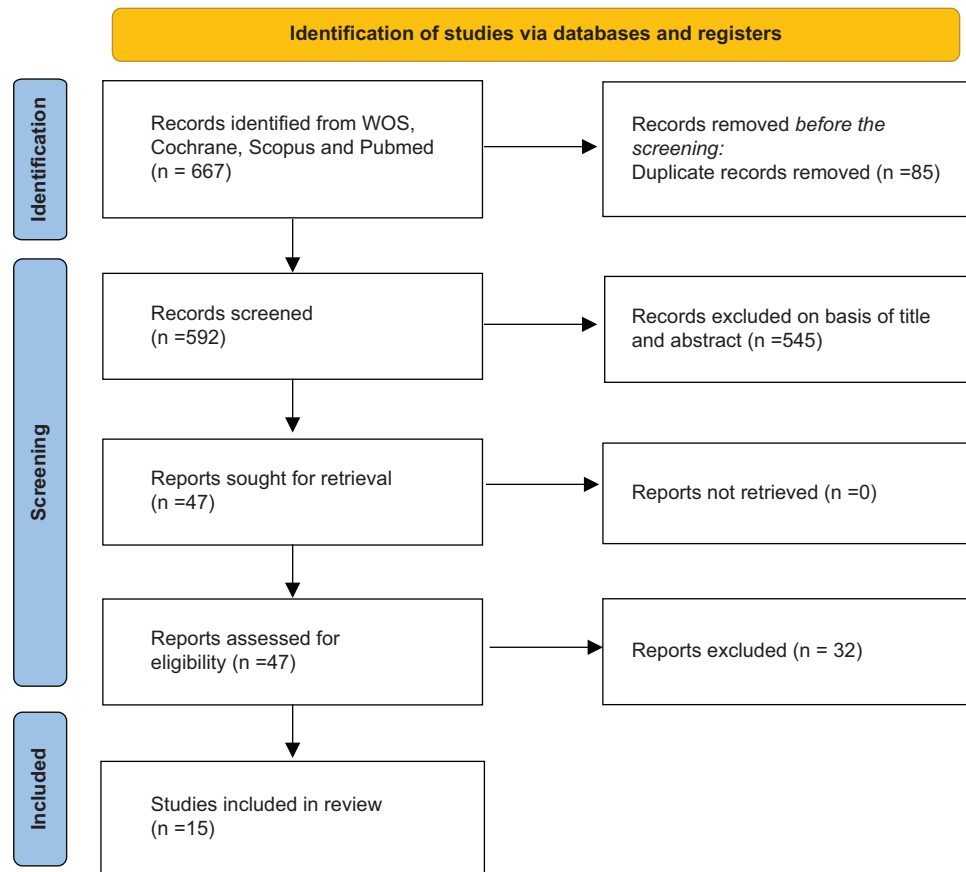 Identification of studies via databases and registers
Identification
Records identified from WOS,
Cochrane, Scopus and Pubmed
(n = 667)
Records removed before the
screening:
Duplicate records removed (n =85)
Screening
Records screened
(n =592)
Records excluded on basis of title
and abstract (n =545)
Reports sought for retrieval
(n =47)
Reports not retrieved (n =0)
Reports assessed for
eligibility (n =47)
Reports excluded (n = 32)
Included
Studies included in review
(n =15)